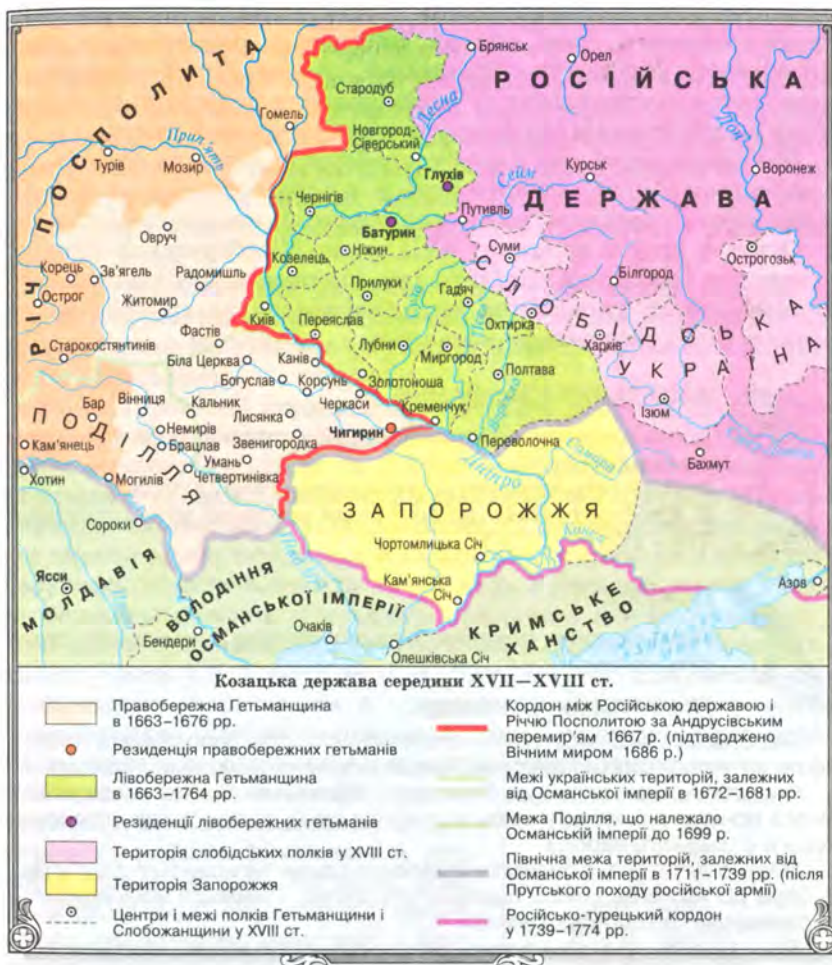 Брянськ
Орел
РОСІЙСЬКА
ДЕРЖАВА
РІЧ ПОСПОЛИТА
Стародуб
Десна
Гомель
Новгород-
Сіверський
Дон
Прип'ять
Турів
Мозир
Глухів
Сейм
Курськ
Воронеж
Чернігів
Батурин
Путивль
Овруч
Козелець
Ніжин
Суми
СЛОБІДСЬКА
УКРАЇНА
Острогозьк
Корець
Зв'ягель
Радомишль
Прилуки
Сула
Гадяч
Білгород
Острог
Житомир
Київ
Псел
Охтирка
Харків
Фастів
Переяслав
Лубни
Миргород
Старокостянтинів
Біла Церква
Канів
Полтава
Богуслав
Корсунь
Золотоноша
Ворскла
Ізюм
ПОДІЛЛЯ
Бар
Вінниця
Кальник
Лисянка
Черкаси
Кременчук
Немирів
Чигирин
Переволочна
Самара
Кам'янець
Брацлав
Звенигородка
Бахмут
Хотин
Могилів
Умань
Четвертинівка
Дніпро
ЗАПОРОЖЖЯ
Сороки
Чортомлицька Січ
Кам'янська
Січ
Ясси
МОЛДАВІЯ
ВОЛОДІННЯ
ОСМАНСЬКОЇ ІМПЕРІЇ
КРИМСЬКЕ
ХАНСТВО
Азов
Бендери
Очаків
Олешківська Січ
Козацька держава середини XVII—XVIII ст.
Правобережна Гетьманщина
в 1663–1676 рр.
Резиденція правобережних гетьманів
Лівобережна Гетьманщина
в 1663–1764 рр.
Резиденції лівобережних гетьманів
Територія слобідських полків у XVIII ст.
Територія Запорожжя
Центри і межі полків Гетьманщини і
Слобожанщини у XVIII ст.
Кордон між Російською державою і
Річчю Посполитою за Андрусівським
перемир'ям 1667 р. (підтверджено
Вічним миром 1686 р.)
Межі українських територій, залежних
від Османської імперії в 1672–1681 рр.
Межа Поділля, що належало
Османській імперії до 1699 р.
Північна межа територій, залежних від
Османської імперії в 1711–1739 рр. (після
Прутського походу російської армії)
Російсько-турецький кордон
у 1739–1774 рр.